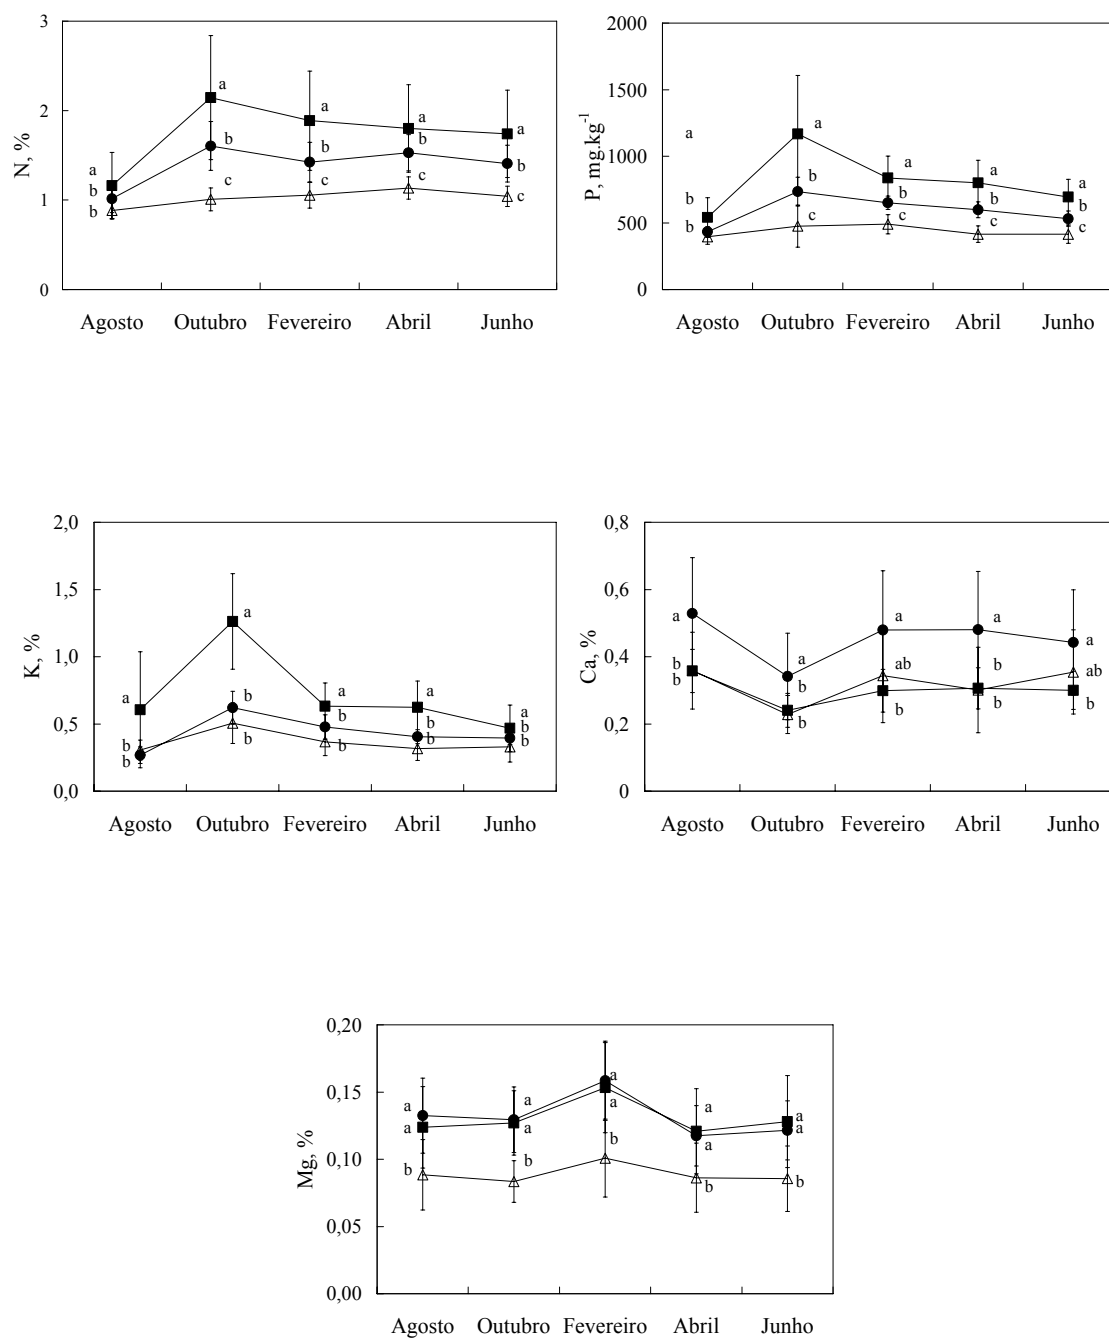 3
2
1
0
N, %
a
b
b
a
b
c
a
b
c
a
b
c
a
b
c
Agosto Outubro Fevereiro Abril Junho
2000
1500
1000
500
0
P, mg.kg⁻¹
a
b
b
a
b
c
a
b
c
a
b
c
a
b
c
Agosto Outubro Fevereiro Abril Junho
2,0
1,5
1,0
0,5
0,0
K, %
a
b
b
a
b
b
a
b
b
a
b
b
a
b
b
Agosto Outubro Fevereiro Abril Junho
0,8
0,6
0,4
0,2
0
Ca, %
a
b
b
a
b
b
a
ab
b
a
b
b
a
ab
b
Agosto Outubro Fevereiro Abril Junho
0,20
0,15
0,10
0,05
0,00
Mg, %
a
a
b
a
a
b
a
a
b
a
a
b
a
a
b
Agosto Outubro Fevereiro Abril Junho